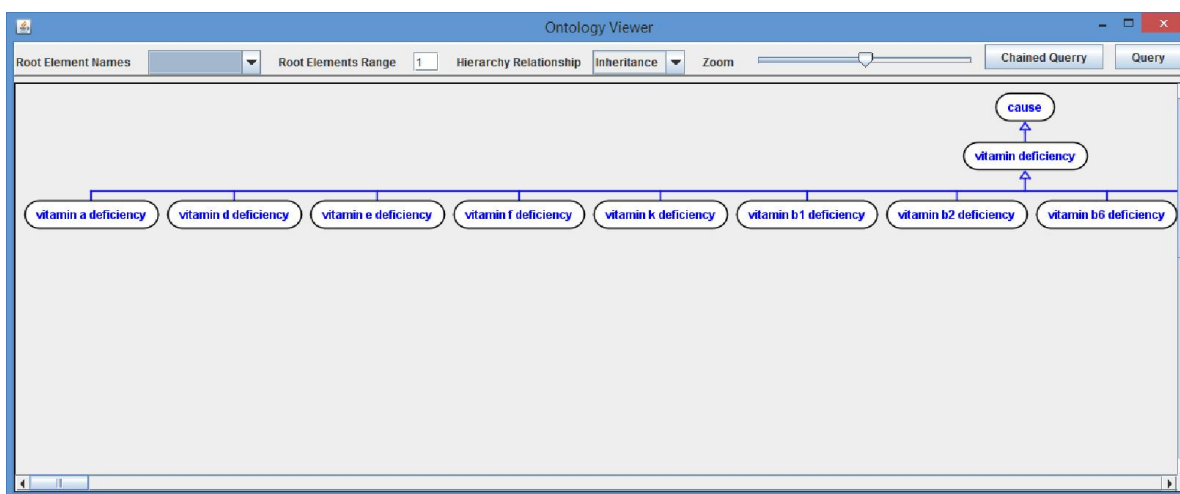 Ontology Viewer
Root Element Names Root Elements Range 1 Hierarchy Relationship Inheritance Zoom Chained Querry Query
cause
vitamin deficiency
vitamin a deficiency vitamin d deficiency vitamin e deficiency vitamin f deficiency vitamin k deficiency vitamin b1 deficiency vitamin b2 deficiency vitamin b6 deficiency